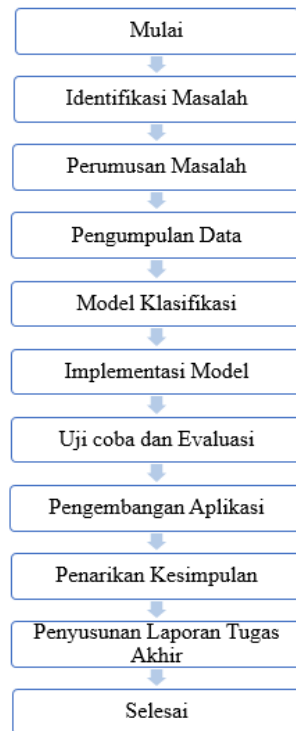 Mulai
Identifikasi Masalah
Perumusan Masalah
Pengumpulan Data
Model Klasifikasi
Implementasi Model
Uji coba dan Evaluasi
Pengembangan Aplikasi
Penarikan Kesimpulan
Penyusunan Laporan Tugas
Akhir
Selesai